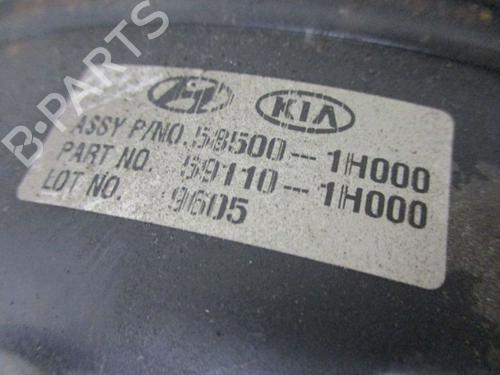 B-PARTS
KIA
ASSY P/NO. 58500-1H000
PART NO. 59110-1H000
LOT NO. 9605